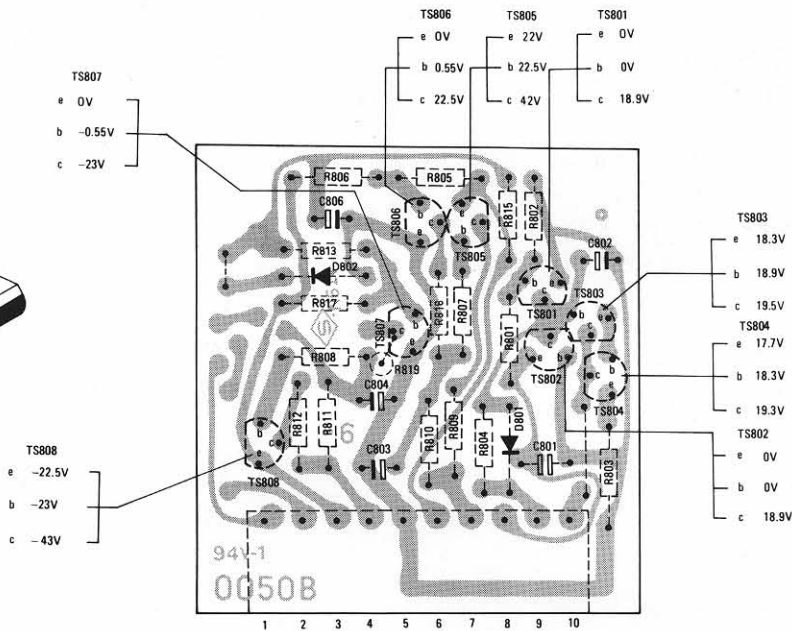 TS806
e 0V
b 0.55V
c 22.5V
TS805
e 22V
b 22.5V
c 42V
TS801
e 0V
b 0V
c 18.9V
TS807
e 0V
b -0.55V
c -23V
R806
R805
C806
TS806
b
c
e
e
c
b
TS805
R815
R802
C802
R813
D802
R817
S
R818
R807
b e
c
TS801
TS803
b e
c
TS803
e 18.3V
b 18.9V
c 19.5V
TS807
e
c
e
R801
c
e b
TS802
TS804
e 17.7V
b 18.3V
c 19.3V
R808
R819
C804
b
c
e
TS804
R812
R811
6
R810
R809
R804
D801
C801
R803
C803
b
c
e
TS808
TS808
e -22.5V
b -23V
c -43V
TS802
e 0V
b 0V
c 18.9V
94V-1
0050B
1 2 3 4 5 6 7 8 9 10